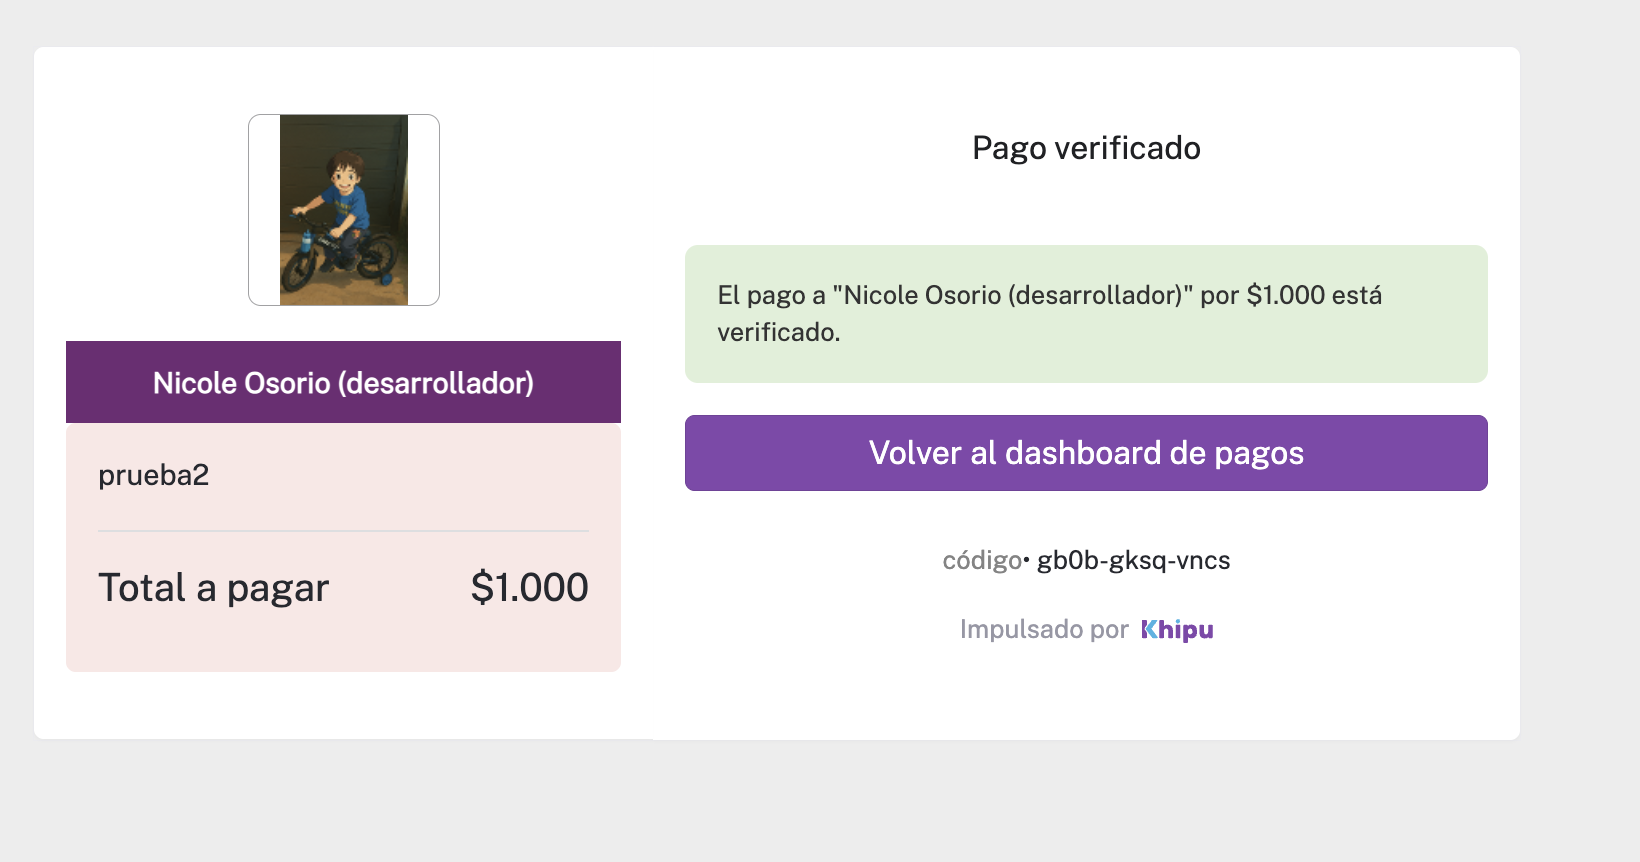 Nicole Osorio (desarrollador)
prueba2
Total a pagar $1.000
Pago verificado
El pago a "Nicole Osorio (desarrollador)" por $1.000 está
verificado.
Volver al dashboard de pagos
código• gb0b-gksq-vncs
Impulsado por Khipu